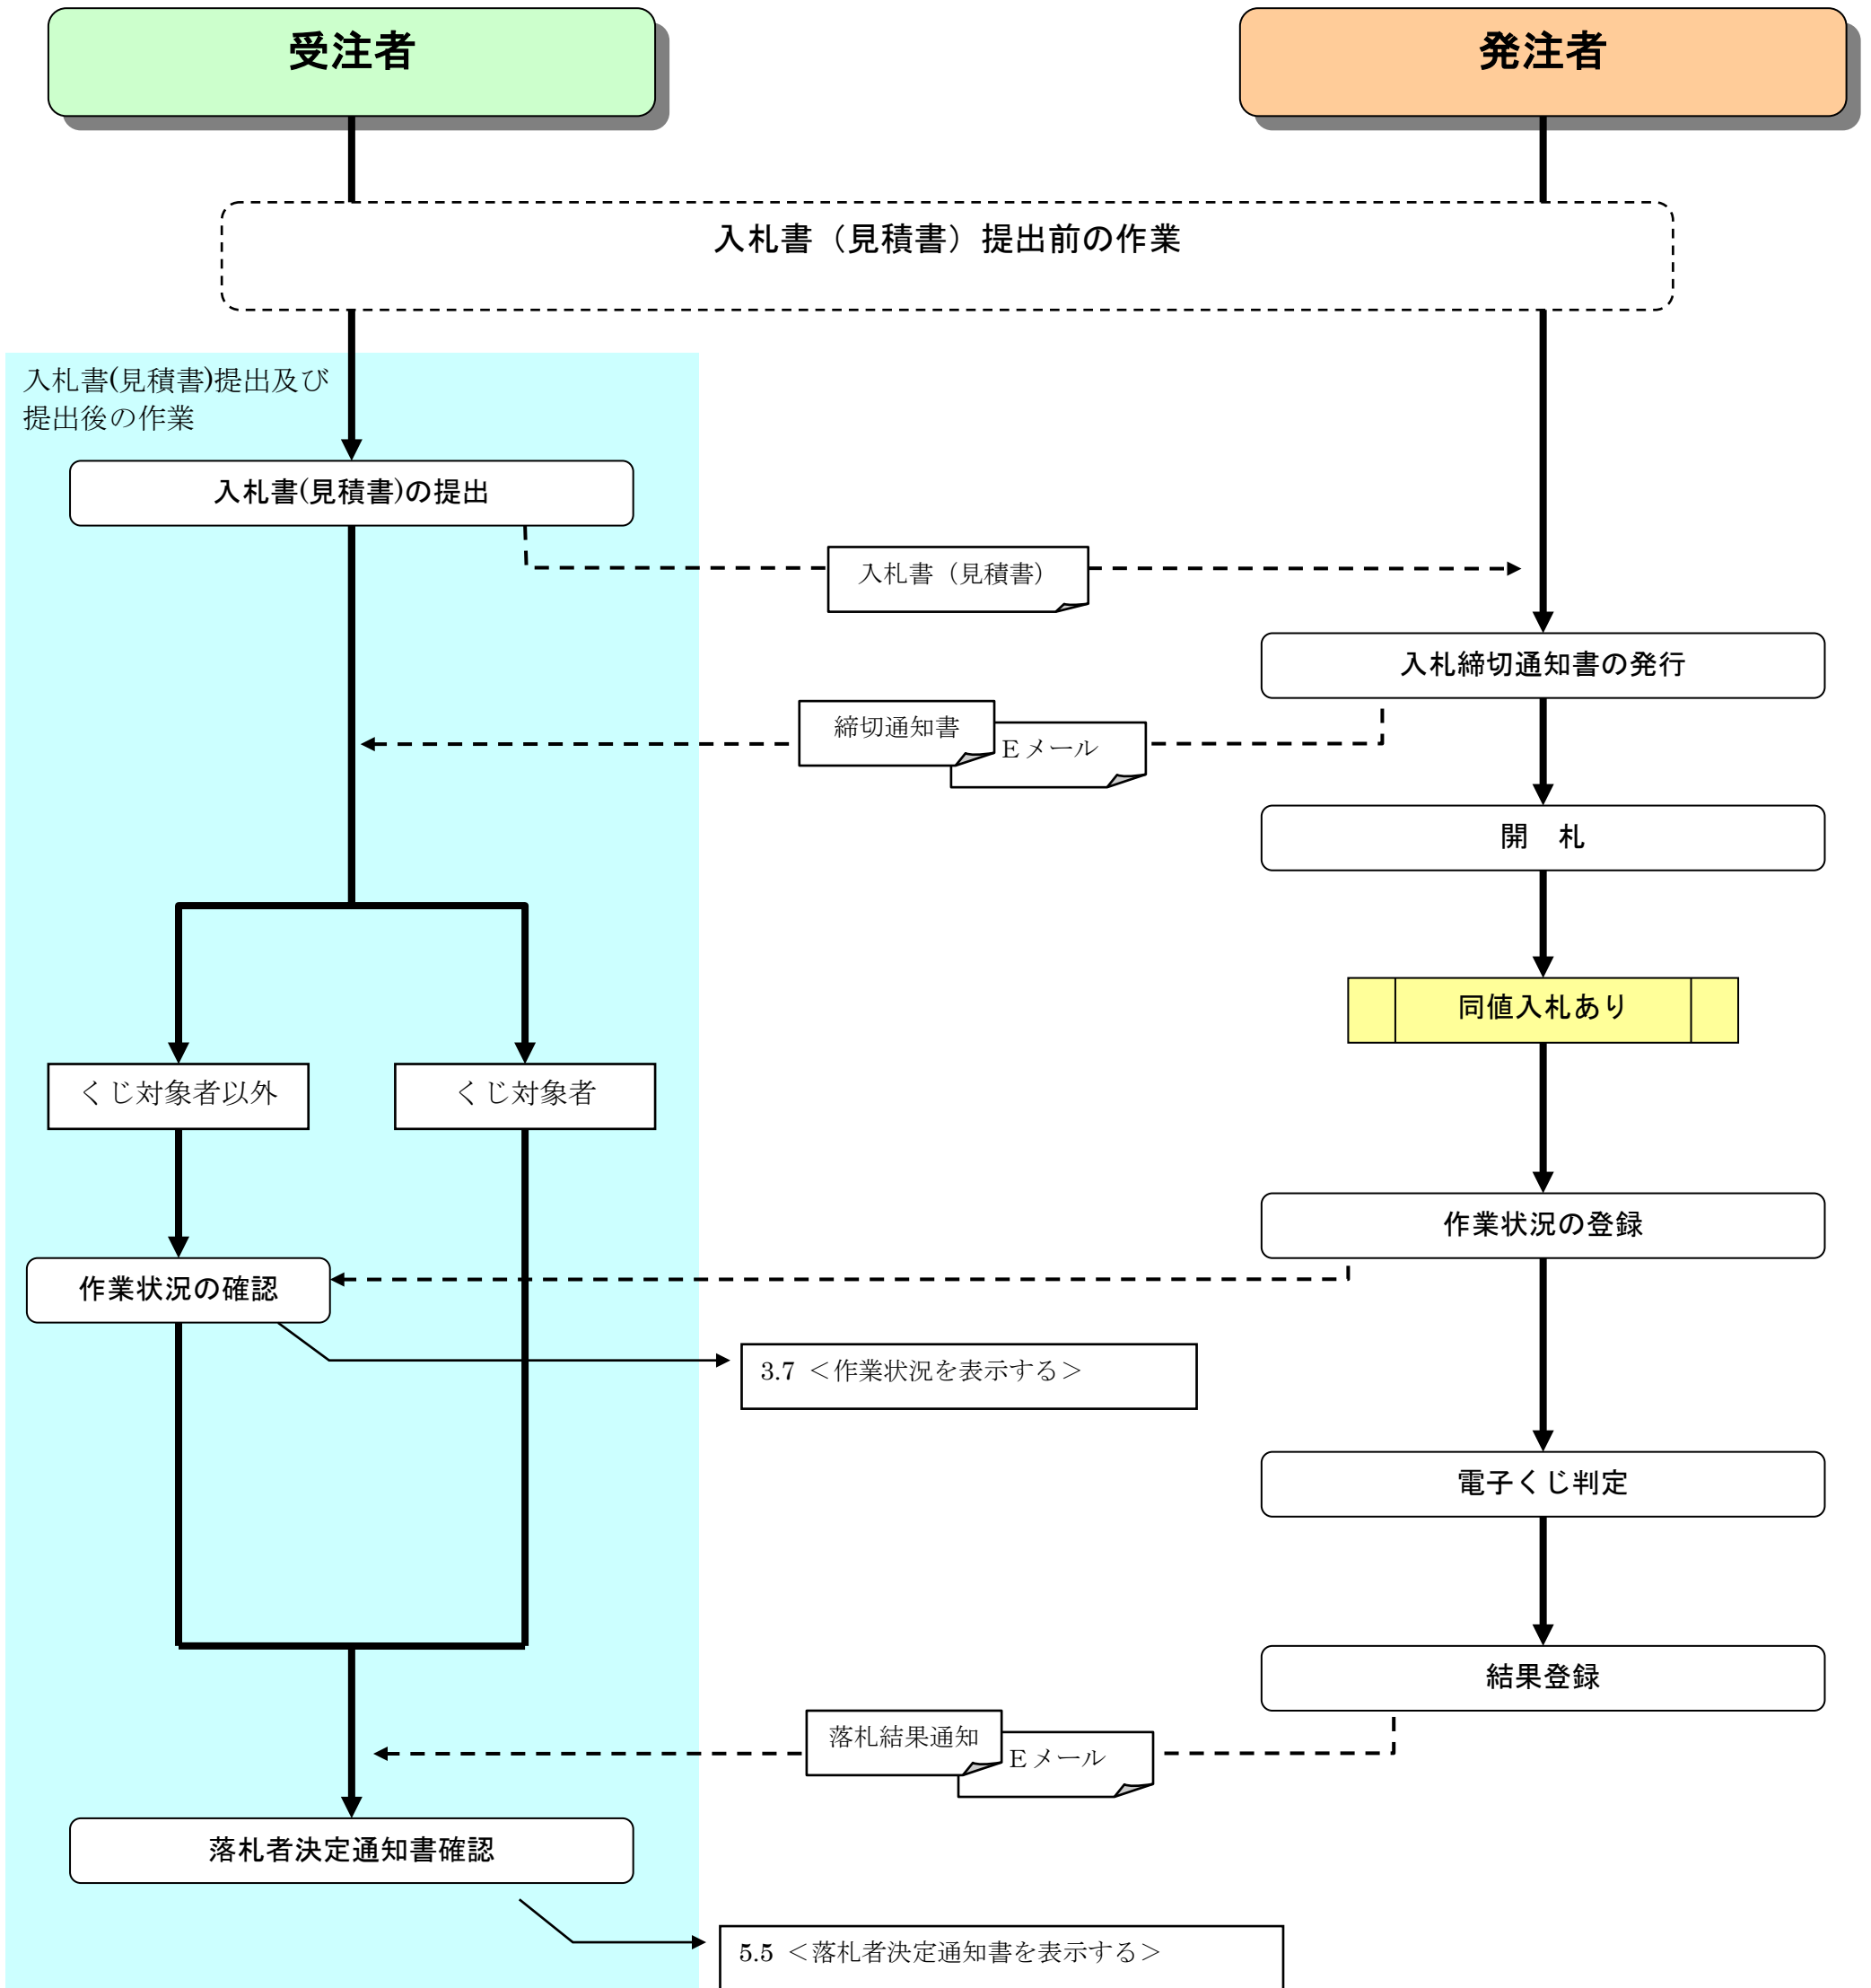 受注者
発注者
入札書（見積書）提出前の作業
入札書(見積書)提出及び
提出後の作業
入札書(見積書)の提出
入札書（見積書）
入札締切通知書の発行
締切通知書
Ｅメール
開　札
同値入札あり
くじ対象者以外
くじ対象者
作業状況の登録
作業状況の確認
3.7 ＜作業状況を表示する＞
電子くじ判定
結果登録
落札結果通知
Ｅメール
落札者決定通知書確認
5.5 ＜落札者決定通知書を表示する＞